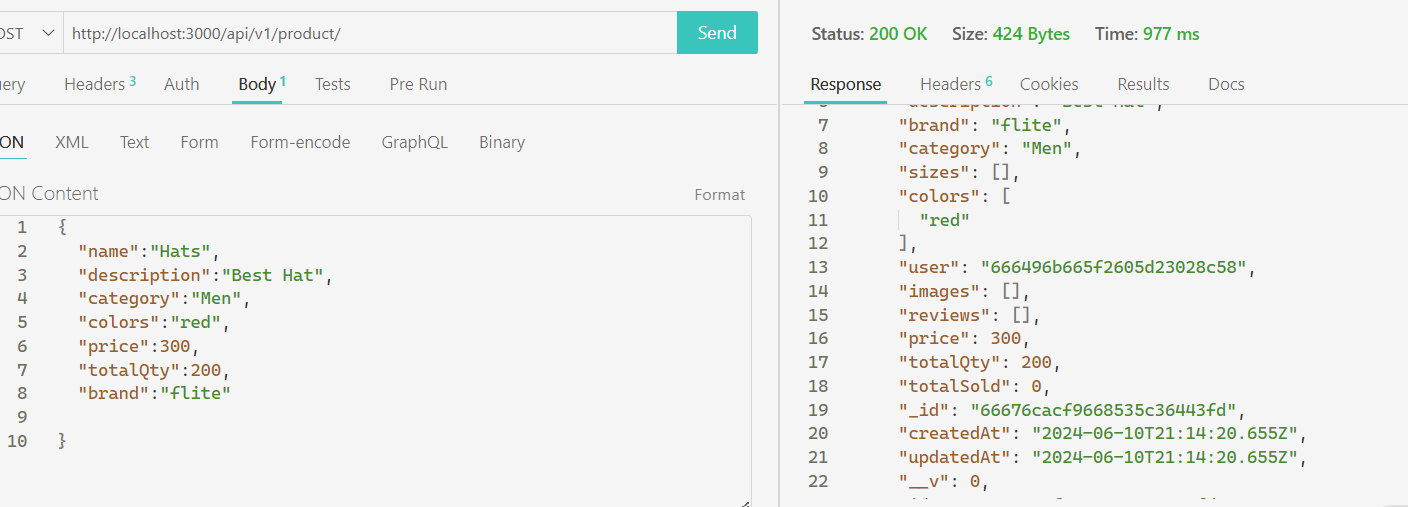 OST http://localhost:3000/api/v1/product/ Send
uery Headers 3 Auth Body 1 Tests Pre Run
ON XML Text Form Form-encode GraphQL Binary
ON Content Format
1 {
2 "name":"Hats",
3 "description":"Best Hat",
4 "category":"Men",
5 "colors":"red",
6 "price":300,
7 "totalQty":200,
8 "brand":"flite"
9
10 }
Status: 200 OK Size: 424 Bytes Time: 977 ms
Response Headers 6 Cookies Results Docs
6 "description": "Best Hat",
7 "brand": "flite",
8 "category": "Men",
9 "sizes": [],
10 "colors": [
11 "red"
12 ],
13 "user": "666496b665f2605d23028c58",
14 "images": [],
15 "reviews": [],
16 "price": 300,
17 "totalQty": 200,
18 "totalSold": 0,
19 "_id": "66676cacf9668535c36443fd",
20 "createdAt": "2024-06-10T21:14:20.655Z",
21 "updatedAt": "2024-06-10T21:14:20.655Z",
22 "__v": 0,